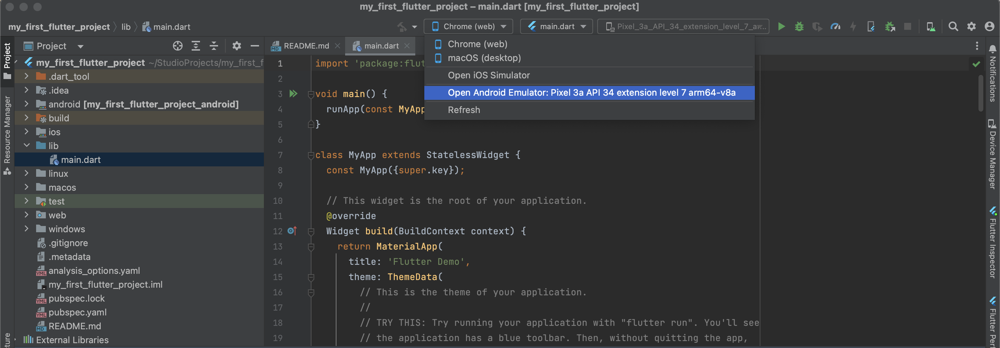 my_first_flutter_project – main.dart [my_first_flutter_project]
my_first_flutter_project lib main.dart
Chrome (web)
main.dart
Pixel_3a_API_34_extension_level_7_ar...
Project
Resource Manager
Project
my_first_flutter_project ~/StudioProjects/my_first_f
.dart_tool
.idea
android [my_first_flutter_project_android]
build
ios
lib
main.dart
linux
macos
test
web
windows
.gitignore
.metadata
analysis_options.yaml
my_first_flutter_project.iml
pubspec.lock
pubspec.yaml
README.md
External Libraries
README.md
main.dart
Chrome (web)
macOS (desktop)
Open iOS Simulator
Open Android Emulator: Pixel 3a API 34 extension level 7 arm64-v8a
Refresh
1 import 'package:flut
2
3 void main() {
4 runApp(const MyApp
5 }
6
7 class MyApp extends StatelessWidget {
8 const MyApp({super.key});
9
10 // This widget is the root of your application.
11 @override
12 Widget build(BuildContext context) {
13 return MaterialApp(
14 title: 'Flutter Demo',
15 theme: ThemeData(
16 // This is the theme of your application.
17 //
18 // TRY THIS: Try running your application with "flutter run". You'll see
19 // the application has a blue toolbar. Then, without quitting the app,
Notifications
Device Manager
Flutter Inspector
Flutter Perf